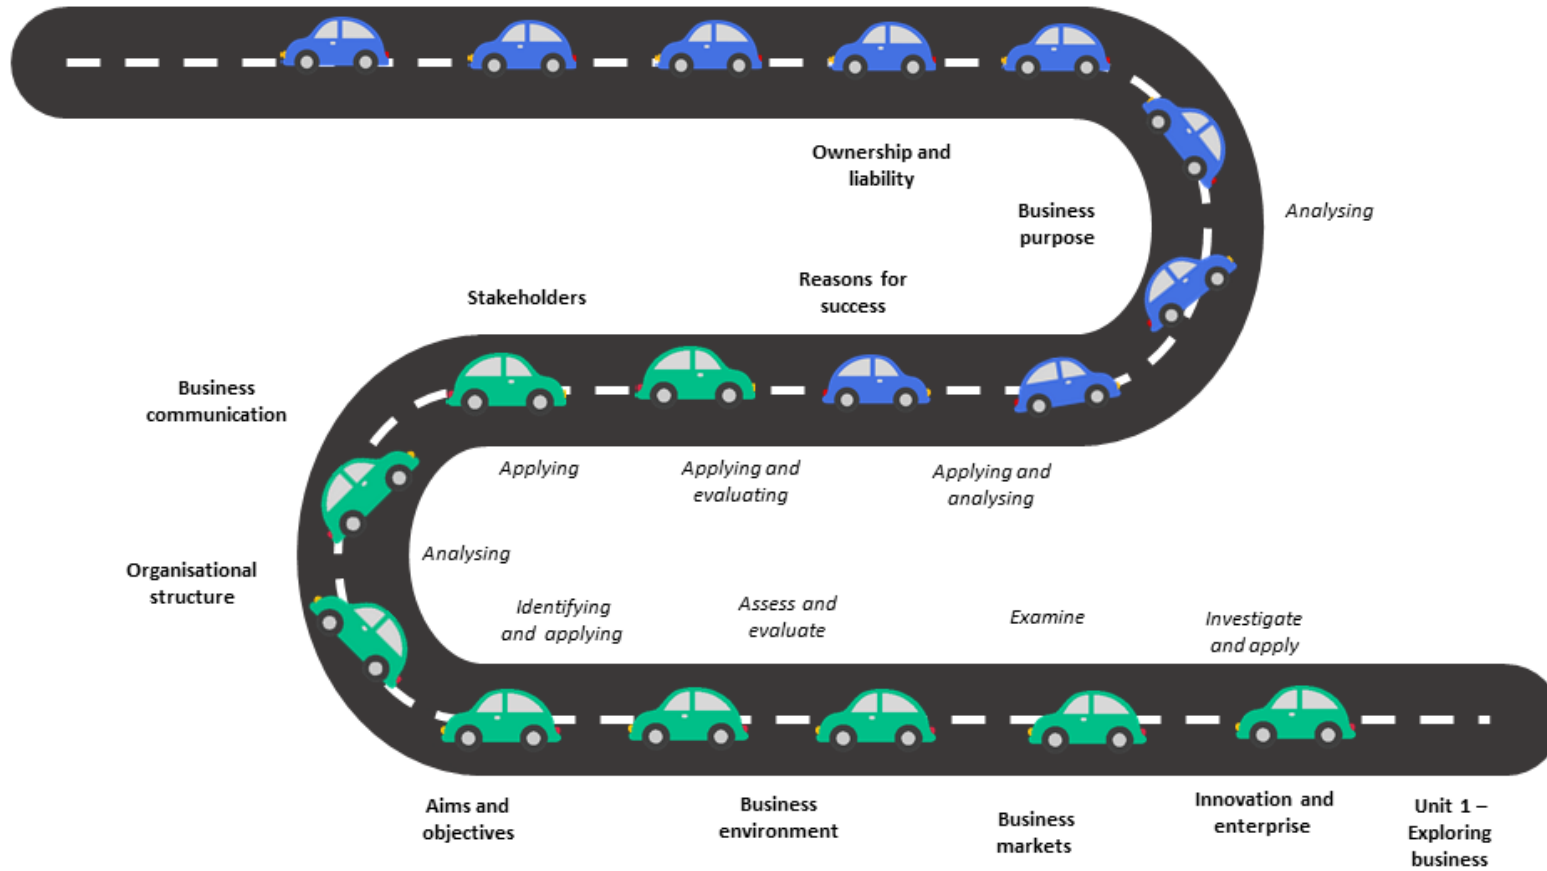 Ownership and
liability
Business
purpose
Analysing
Reasons for
success
Stakeholders
Business
communication
Applying
Applying and
evaluating
Applying and
analysing
Organisational
structure
Analysing
Identifying
and applying
Assess and
evaluate
Examine
Investigate
and apply
Aims and
objectives
Business
environment
Business
markets
Innovation and
enterprise
Unit 1 –
Exploring
business